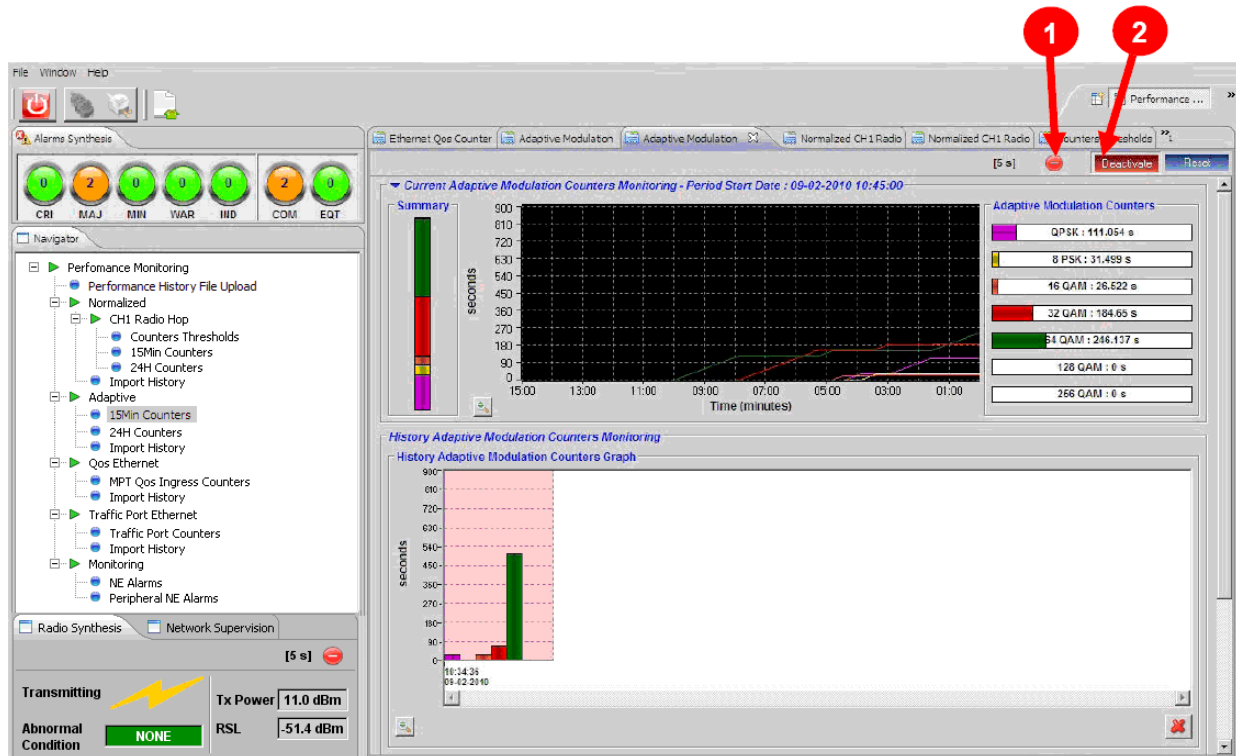 1 2
File Window Help
Performance ... »
Alarms Synthesis
0 2 0 0 0 2 0
CRI MAJ MIN WAR IND COM EQT
Navigator
Perfomance Monitoring
Performance History File Upload
Normalized
CH1 Radio Hop
Counters Thresholds
15Min Counters
24H Counters
Import History
Adaptive
15Min Counters
24H Counters
Import History
Qos Ethernet
MPT Qos Ingress Counters
Import History
Traffic Port Ethernet
Traffic Port Counters
Import History
Monitoring
NE Alarms
Peripheral NE Alarms
Radio Synthesis Network Supervision
[5 s]
Transmitting
Tx Power 11.0 dBm
Abnormal Condition NONE
RSL -51.4 dBm
Ethernet Qos Counter Adaptive Modulation Adaptive Modulation Normalized CH1 Radio Normalized CH1 Radio Counters Thresholds »1
[5 s] Deactivate Reset
Current Adaptive Modulation Counters Monitoring - Period Start Date : 09-02-2010 10:45:00
Summary
seconds
900
810
720
630
540
450
360
270
180
90
0
15:00 13:00 11:00 09:00 07:00 05:00 03:00 01:00
Time (minutes)
Adaptive Modulation Counters
QPSK : 111.054 s
8 PSK : 31.499 s
16 QAM : 26.522 s
32 QAM : 184.65 s
64 QAM : 246.137 s
128 QAM : 0 s
256 QAM : 0 s
History Adaptive Modulation Counters Monitoring
History Adaptive Modulation Counters Graph
seconds
900
810
720
630
540
450
360
270
180
90
0
10:34:35
09-02-2010